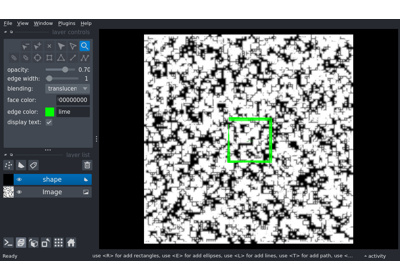 File View Window Plugins Help
layer controls
opacity: 0.70
edge width: 1
blending: translucen
face color: 00000000
edge color: lime
display text:
layer list
shape
Image
Ready
use <R> for add rectangles, use <E> for add ellipses, use <L> for add lines, use <T> for add path, use <...
activity